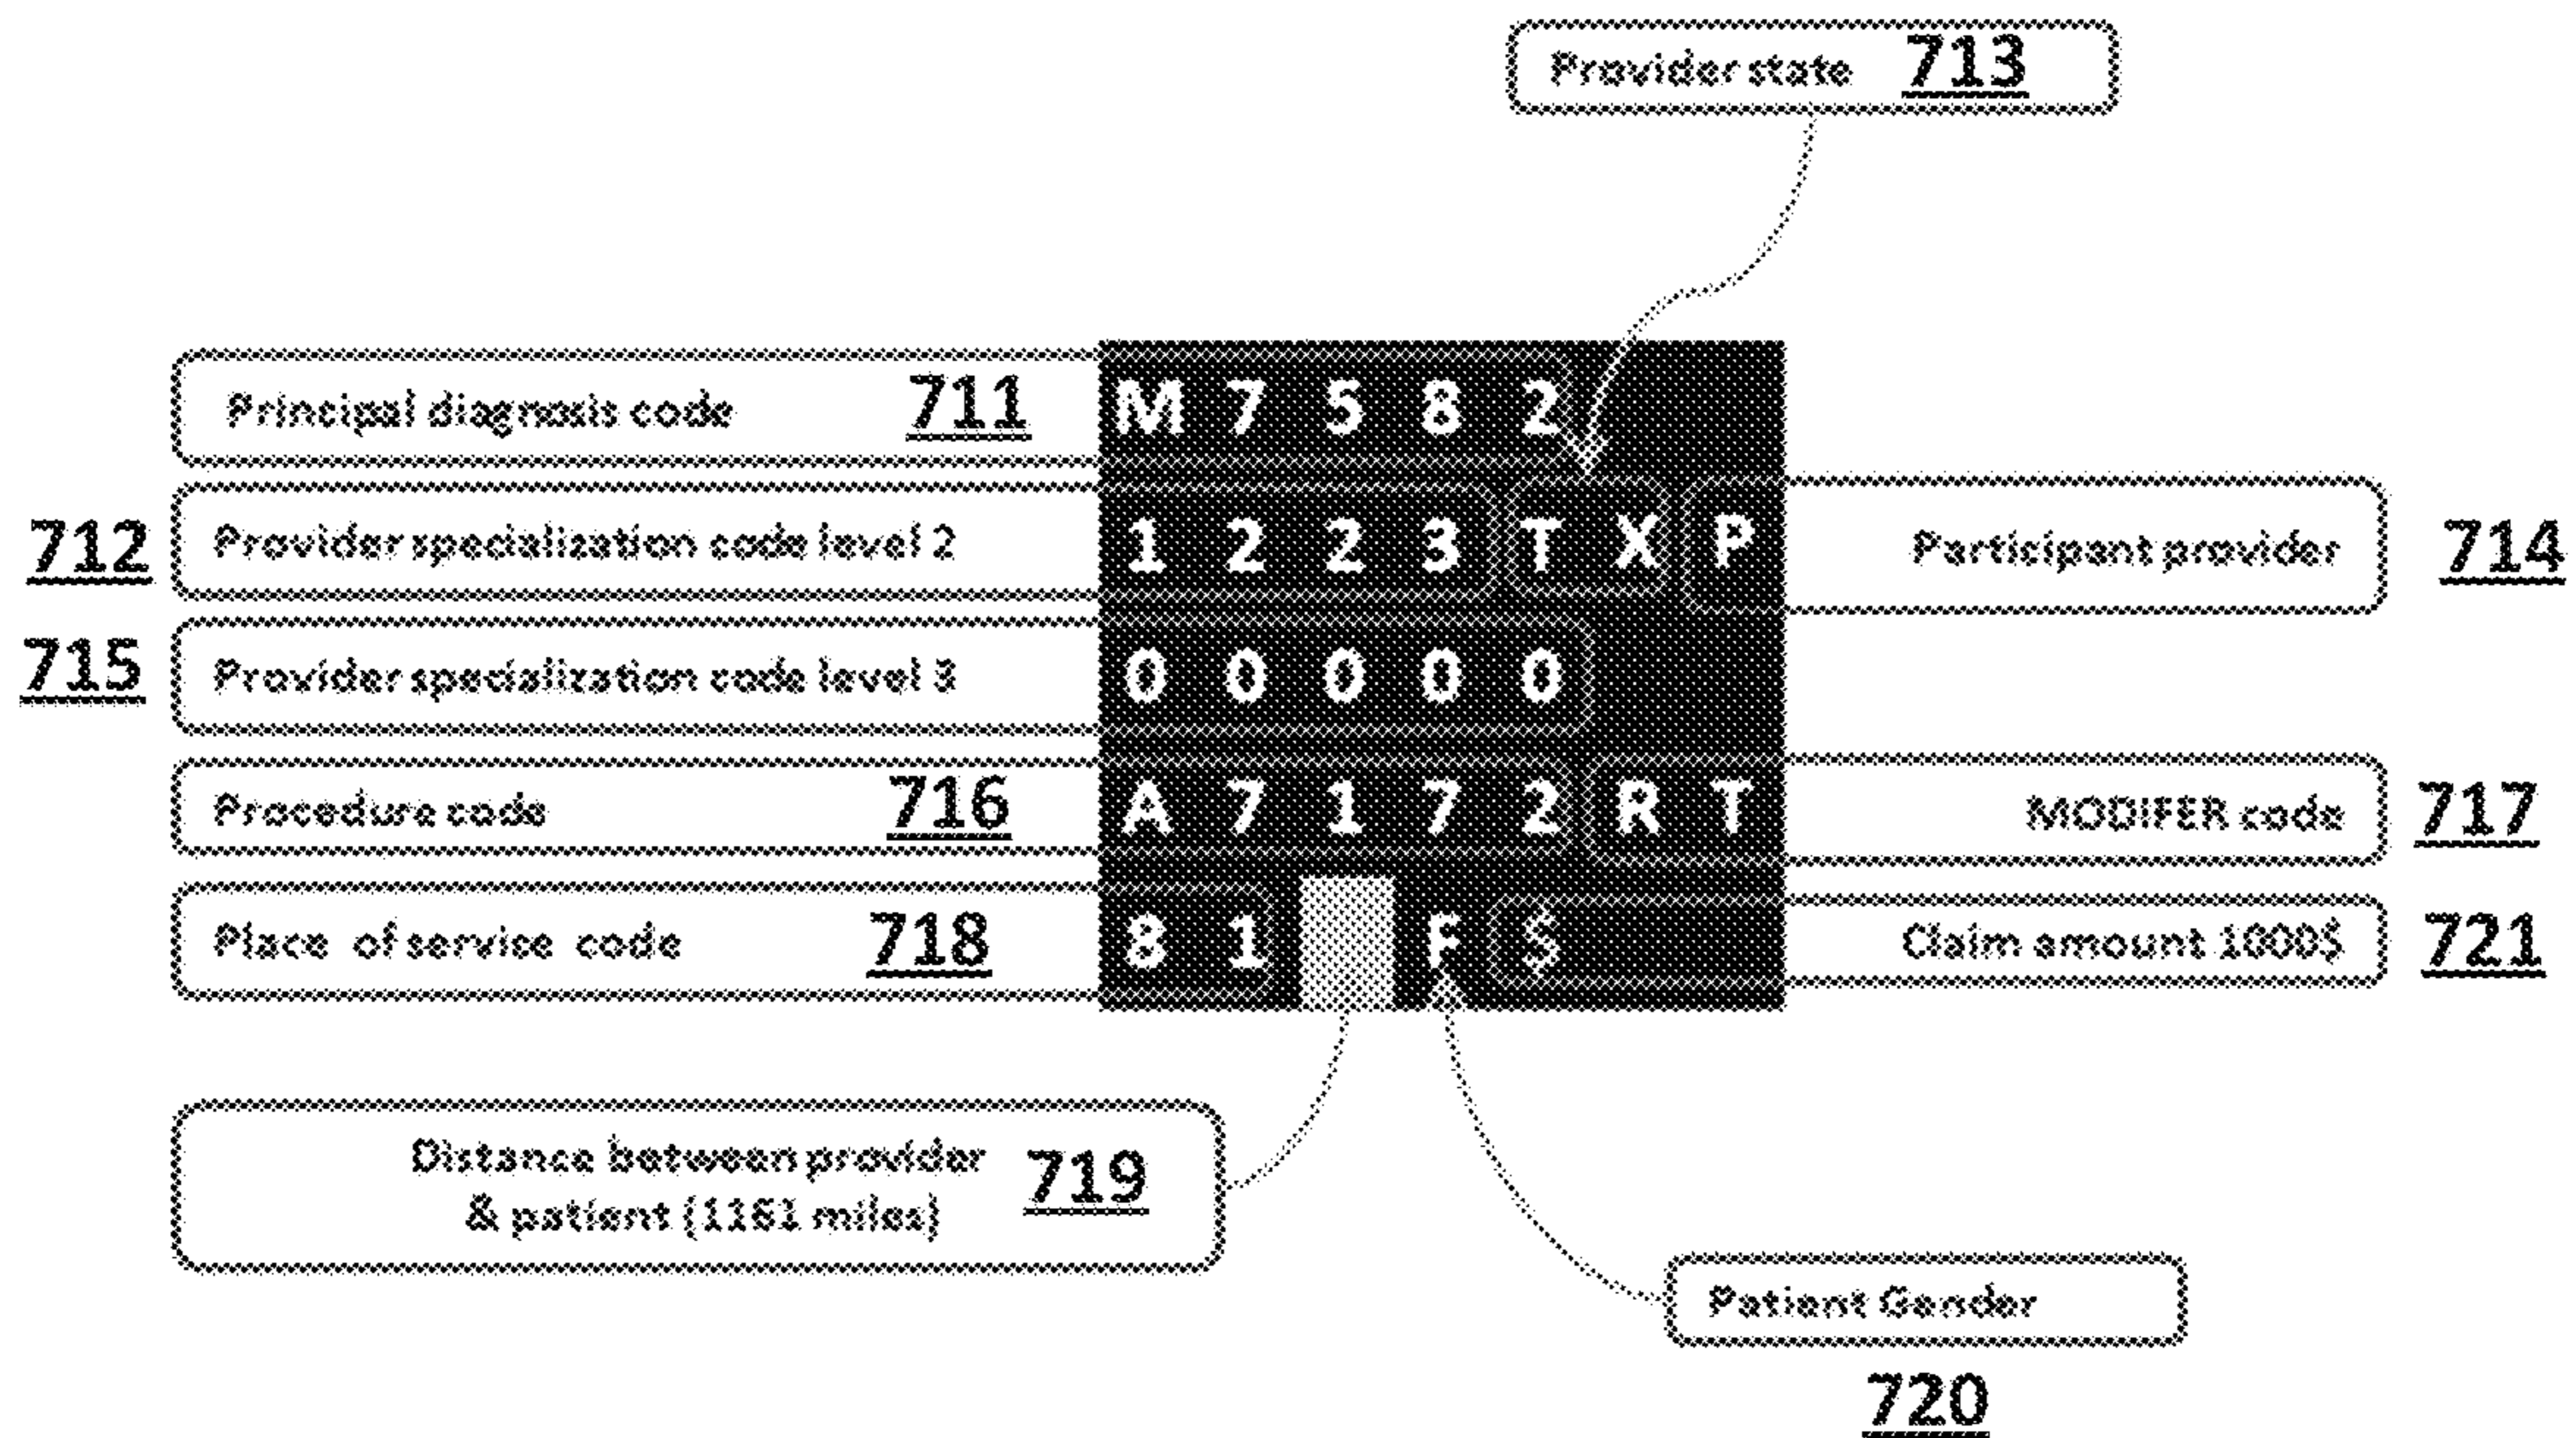 Provider state 713
Principal diagnosis code 711 M 7 5 8 2
712 Provider specialization code level 2 1 2 2 3 T X P Participant provider 714
715 Provider specialization code level 3 0 0 0 0 0
Procedure code 716 A 7 1 7 2 R T MODIFER code 717
Place of service code 718 8 1 F $ Claim amount 1000$ 721
Distance between provider 719
& patient (1161 miles)
Patient Gender
720